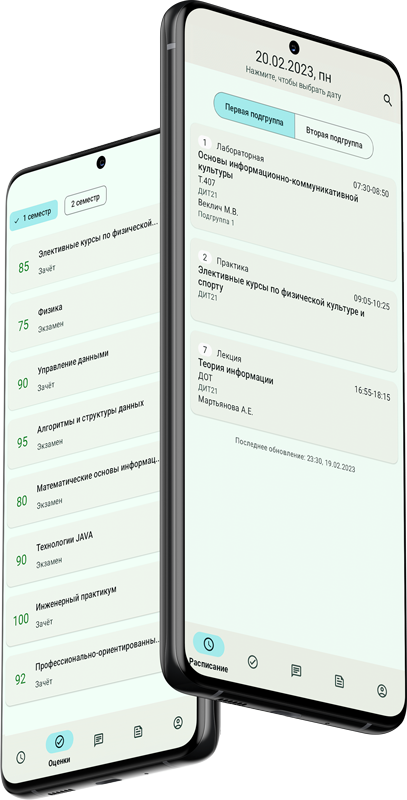 20.02.2023, пн
Нажмите, чтобы выбрать дату
Первая подгруппа
Вторая подгруппа
1 Лабораторная
Основы информационно-коммуникативной
культуры
07:30-08:50
Т.407
ДИТ21
Веклич М.В.
Подгруппа 1
2 Практика
Элективные курсы по физической культуре и
спорту
09:05-10:25
ДИТ21
7 Лекция
Теория информации
16:55-18:15
ДОТ
ДИТ21
Мартьянова А.Е.
Последнее обновление: 23:30, 19.02.2023
Расписание
1 семестр
2 семестр
85
Элективные курсы по физической...
Зачёт
75
Физика
Экзамен
90
Управление данными
Зачёт
95
Алгоритмы и структуры данных
Экзамен
80
Математические основы информац...
Экзамен
90
Технологии JAVA
Экзамен
100
Инженерный практикум
Зачёт
92
Профессионально-ориентированны...
Зачёт
Оценки